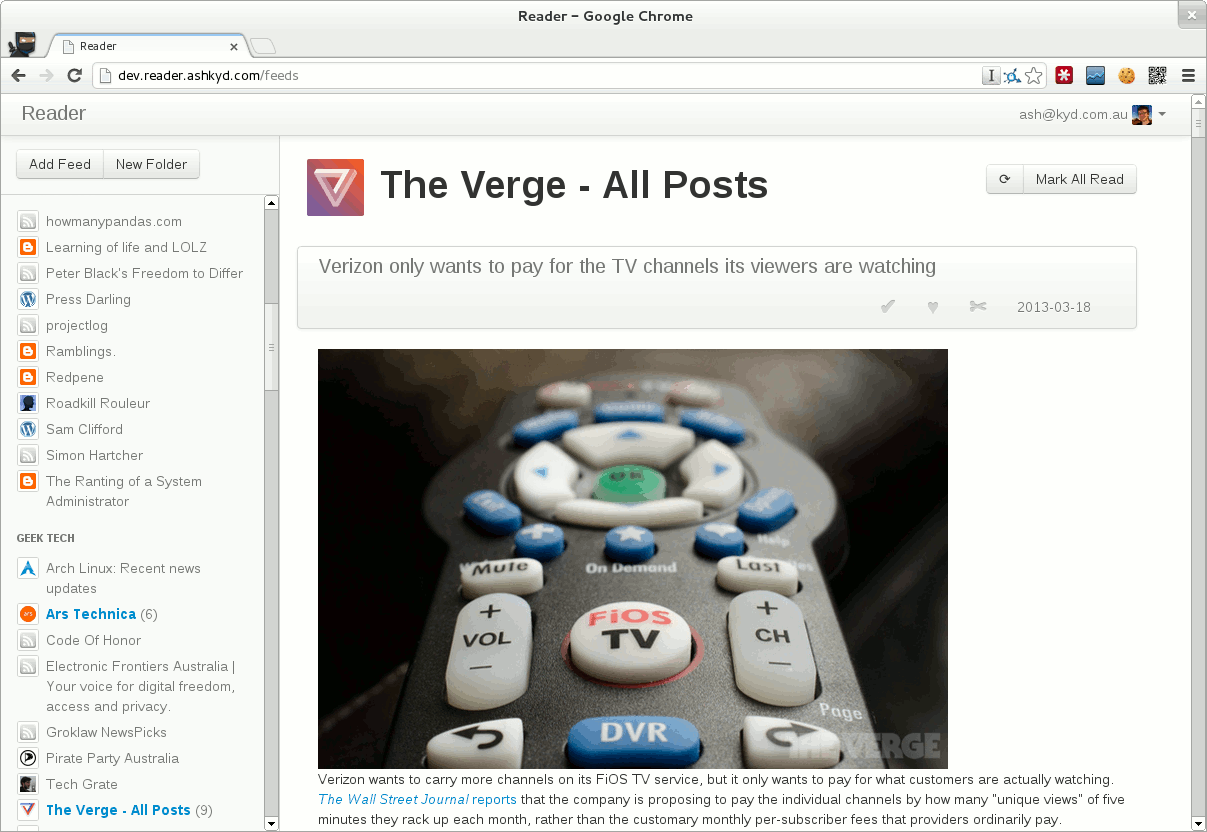 Reader - Google Chrome
Reader
dev.reader.ashkyd.com/feeds
Reader
ash@kyd.com.au
Add Feed
New Folder
howmanypandas.com
Learning of life and LOLZ
Peter Black's Freedom to Differ
Press Darling
projectlog
Ramblings.
Redpene
Roadkill Rouleur
Sam Clifford
Simon Hartcher
The Ranting of a System
Administrator
GEEK TECH
Arch Linux: Recent news
updates
Ars Technica (6)
Code Of Honor
Electronic Frontiers Australia |
Your voice for digital freedom,
access and privacy.
Groklaw NewsPicks
Pirate Party Australia
Tech Grate
The Verge - All Posts (9)
The Verge - All Posts
Mark All Read
Verizon only wants to pay for the TV channels its viewers are watching
2013-03-18
Help
Mute
On Demand
Last
+
VOL
−
FiOS
TV
+
CH
−
Page
DVR
THE VERGE
Verizon wants to carry more channels on its FiOS TV service, but it only wants to pay for what customers are actually watching.
The Wall Street Journal reports that the company is proposing to pay the individual channels by how many "unique views" of five
minutes they rack up each month, rather than the customary monthly per-subscriber fees that providers ordinarily pay.